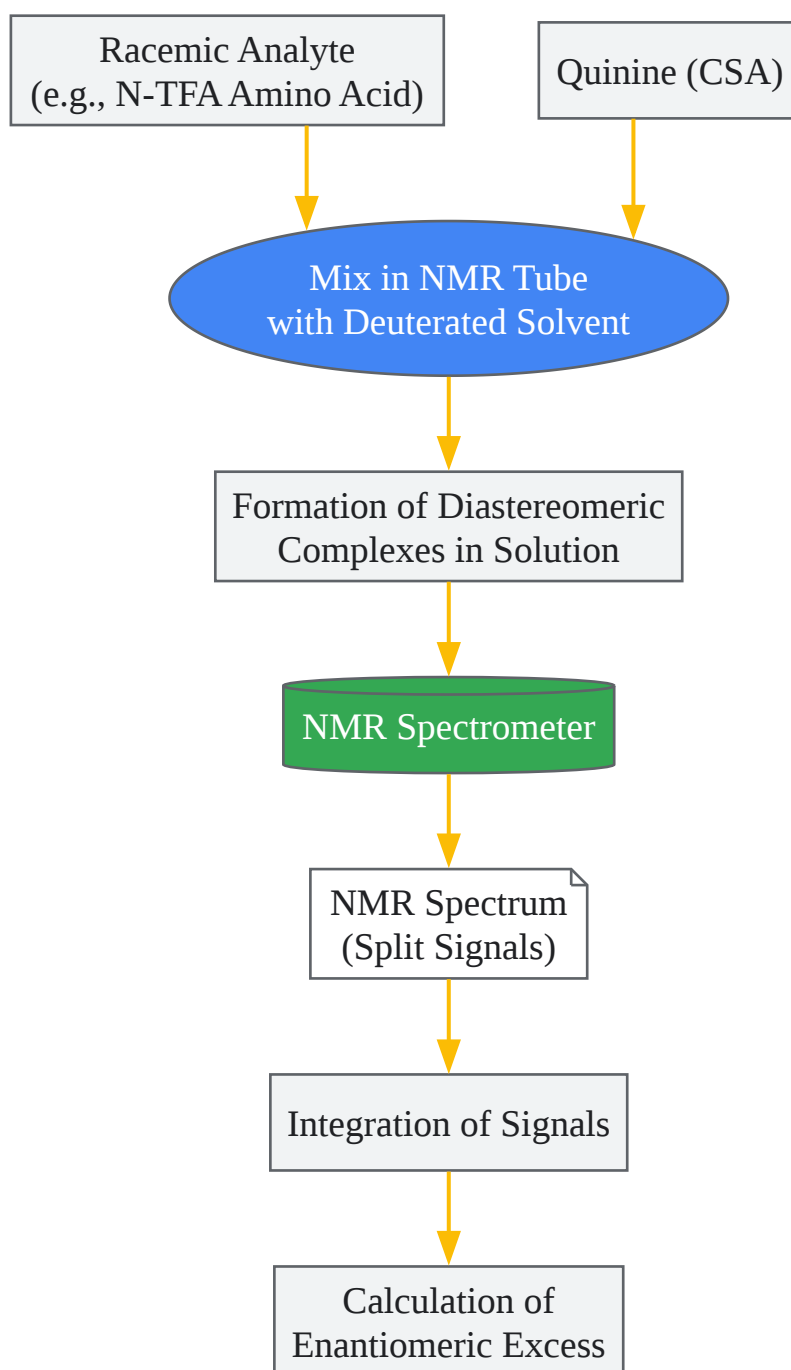 Racemic Analyte
(e.g., N-TFA Amino Acid)
Quinine (CSA)
Mix in NMR Tube
with Deuterated Solvent
Formation of Diastereomeric
Complexes in Solution
NMR Spectrometer
NMR Spectrum
(Split Signals)
Integration of Signals
Calculation of
Enantiomeric Excess